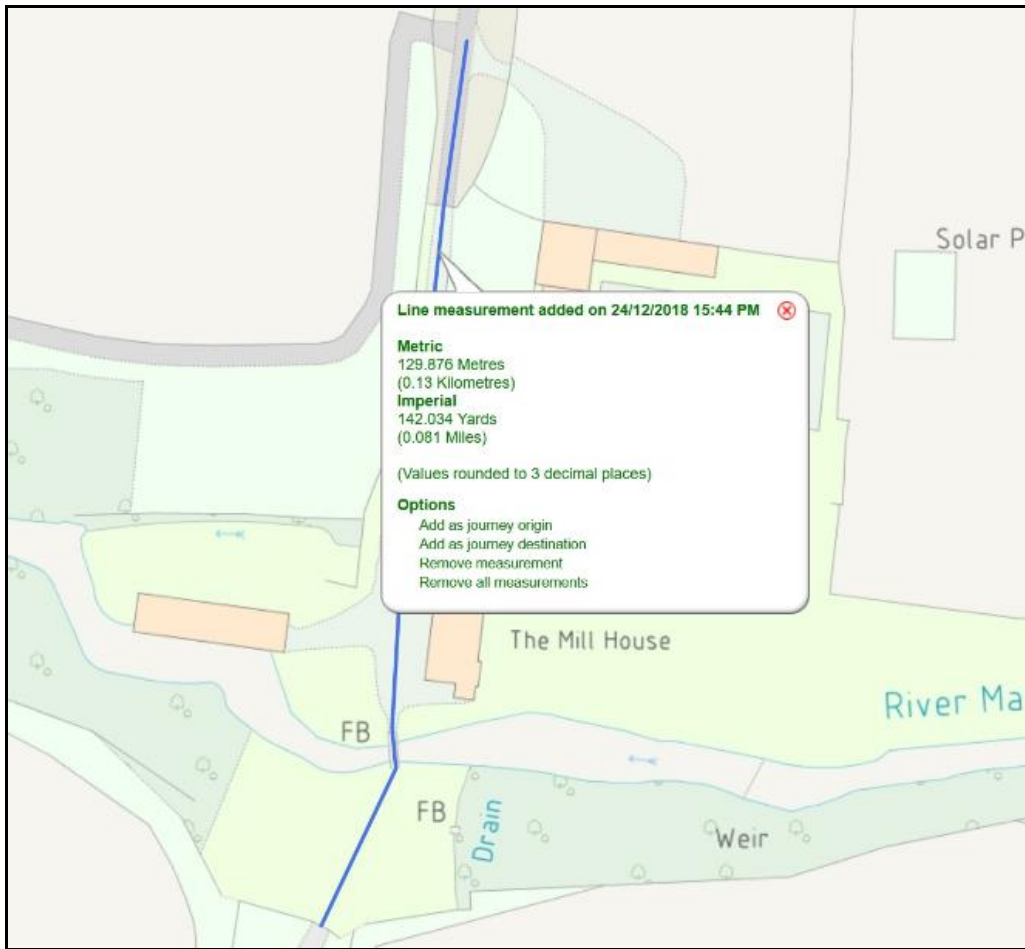 Solar P
Line measurement added on 24/12/2018 15:44 PM
Metric
129.876 Metres
(0.13 Kilometres)
Imperial
142.034 Yards
(0.081 Miles)
(Values rounded to 3 decimal places)
Options
Add as journey origin
Add as journey destination
Remove measurement
Remove all measurements
The Mill House
River Ma
FB
FB
Drain
Weir